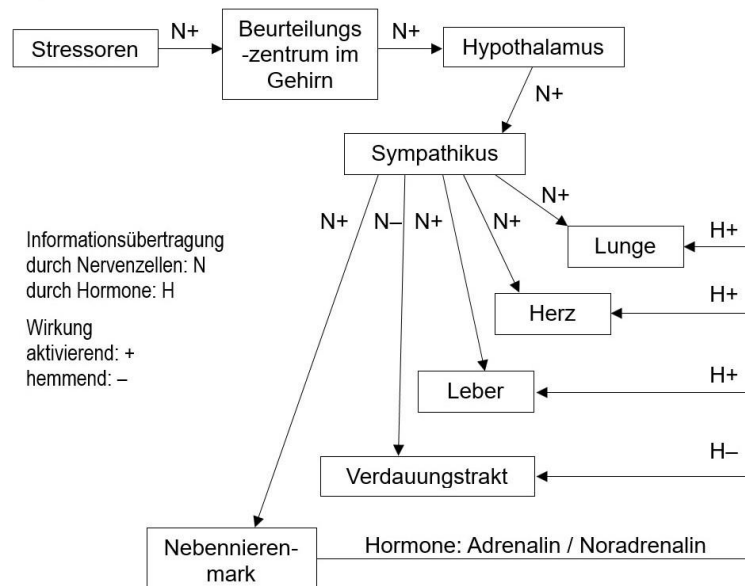 Stressoren
N+
Beurteilungs
-zentrum im
Gehirn
N+
Hypothalamus
N+
Sympathikus
N+
N–
N+
N+
N+
Informationsübertragung
durch Nervenzellen: N
durch Hormone: H
Wirkung
aktivierend: +
hemmend: –
Lunge
H+
Herz
H+
Leber
H+
Verdauungstrakt
H–
Nebennieren-
mark
Hormone: Adrenalin / Noradrenalin